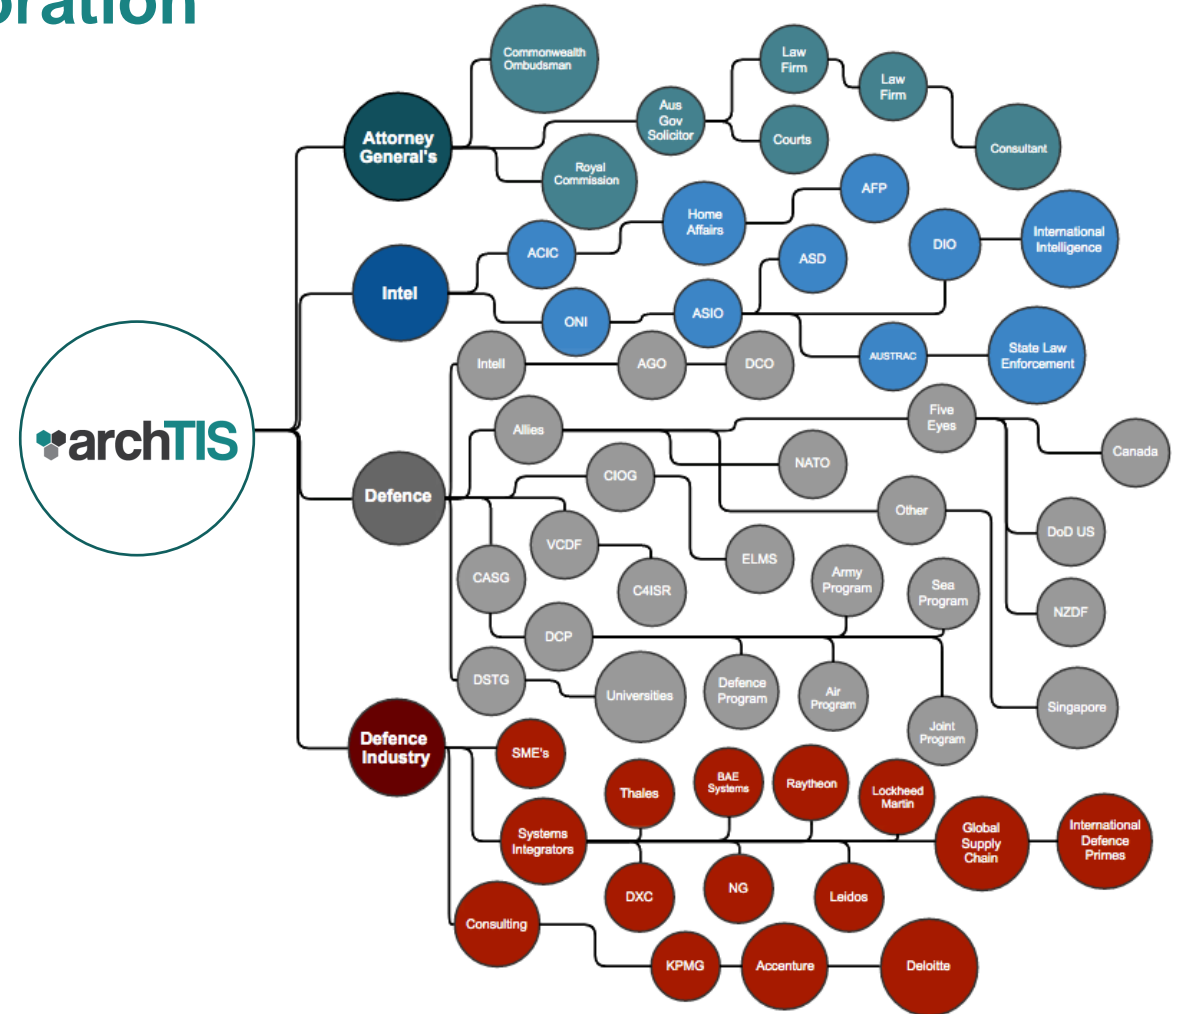 oration
Commonwealth
Ombudsman
Law
Firm
Law
Firm
Aus
Gov
Solicitor
Attorney
General's
Courts
Consultant
Royal
Commission
AFP
Home
Affairs
International
Intelligence
ACIC
DIO
ASD
Intel
ONI
ASIO
AUSTRAC
State Law
Enforcement
Intell
AGO
DCO
Five
Eyes
Allies
Canada
archTIS
NATO
CIOG
Defence
Other
DoD US
VCDF
ELMS
CASG
C4ISR
Army
Program
Sea
Program
NZDF
DCP
DSTG
Universities
Defence
Program
Air
Program
Singapore
Joint
Program
Defence
Industry
SME's
Thales
BAE
Systems
Raytheon
Lockheed
Martin
Systems
Integrators
Global
Supply
Chain
International
Defence
Primes
DXC
NG
Leidos
Consulting
KPMG
Accenture
Deloitte